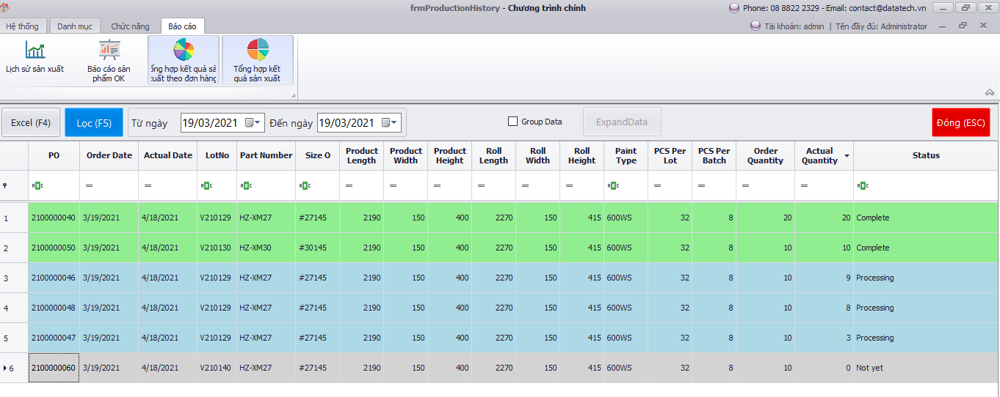 frmProductionHistory - Chương trình chính
Phone: 08 8822 2329 - Email: contact@datatech.vn
Hệ thống Danh mục Chức năng Báo cáo
Tài khoản: admin | Tên đầy đủ: Administrator
Lịch sử sản xuất
Báo cáo sản
phẩm OK
ổng hợp kết quả sả
xuất theo đơn hàng
Tổng hợp kết
quả sản xuất
Excel (F4) Lọc (F5) Từ ngày 19/03/2021 Đến ngày 19/03/2021 Group Data ExpandData Đóng (ESC)
PO Order Date Actual Date LotNo Part Number Size O Product Length Product Width Product Height Roll Length Roll Width Roll Height Paint Type PCS Per Lot PCS Per Batch Order Quantity Actual Quantity Status
ABC = = ABC ABC ABC = = = = = = ABC = = = = ABC
1 2100000040 3/19/2021 4/18/2021 V210129 HZ-XM27 #27145 2190 150 400 2270 150 415 600WS 32 8 20 20 Complete
2 2100000050 3/19/2021 4/18/2021 V210130 HZ-XM30 #30145 2190 150 400 2270 150 415 600WS 32 8 10 10 Complete
3 2100000046 3/19/2021 4/18/2021 V210129 HZ-XM27 #27145 2190 150 400 2270 150 415 600WS 32 8 10 9 Processing
4 2100000048 3/19/2021 4/18/2021 V210129 HZ-XM27 #27145 2190 150 400 2270 150 415 600WS 32 8 10 8 Processing
5 2100000047 3/19/2021 4/18/2021 V210129 HZ-XM27 #27145 2190 150 400 2270 150 415 600WS 32 8 10 3 Processing
6 2100000060 3/19/2021 4/18/2021 V210140 HZ-XM27 #27145 2190 150 400 2270 150 415 600WS 32 8 10 0 Not yet